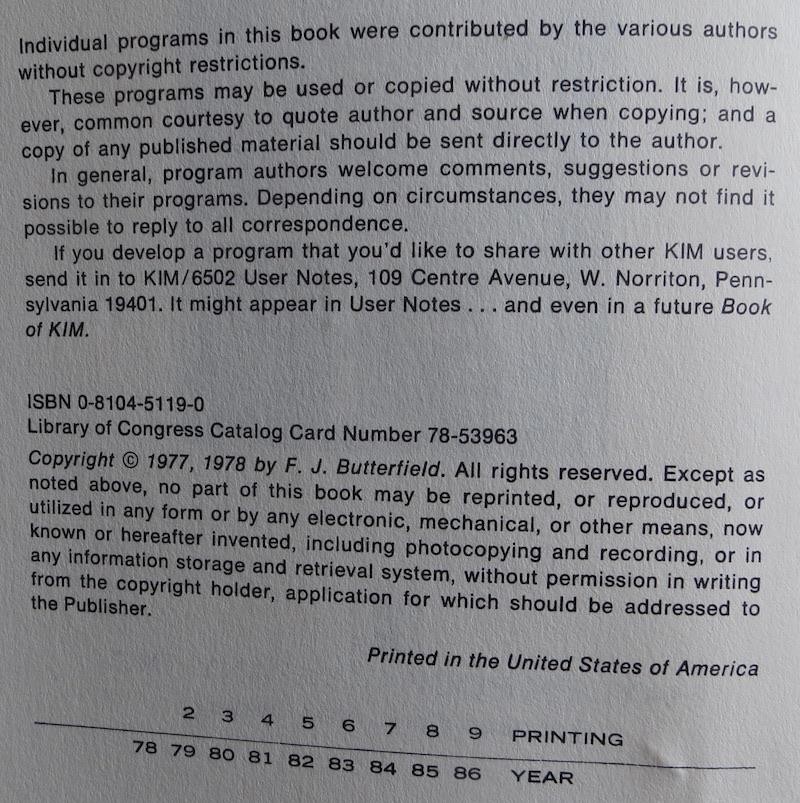 Individual programs in this book were contributed by the various authors
without copyright restrictions.
These programs may be used or copied without restriction. It is, how-
ever, common courtesy to quote author and source when copying; and a
copy of any published material should be sent directly to the author.
In general, program authors welcome comments, suggestions or revi-
sions to their programs. Depending on circumstances, they may not find it
possible to reply to all correspondence.
If you develop a program that you'd like to share with other KIM users,
send it in to KIM/6502 User Notes, 109 Centre Avenue, W. Norriton, Penn-
sylvania 19401. It might appear in User Notes . . . and even in a future Book
of KIM.
ISBN 0-8104-5119-0
Library of Congress Catalog Card Number 78-53963
Copyright © 1977, 1978 by F. J. Butterfield. All rights reserved. Except as
noted above, no part of this book may be reprinted, or reproduced, or
utilized in any form or by any electronic, mechanical, or other means, now
known or hereafter invented, including photocopying and recording, or in
any information storage and retrieval system, without permission in writing
from the copyright holder, application for which should be addressed to
the Publisher.
Printed in the United States of America
2 3 4 5 6 7 8 9 PRINTING
78 79 80 81 82 83 84 85 86 YEAR